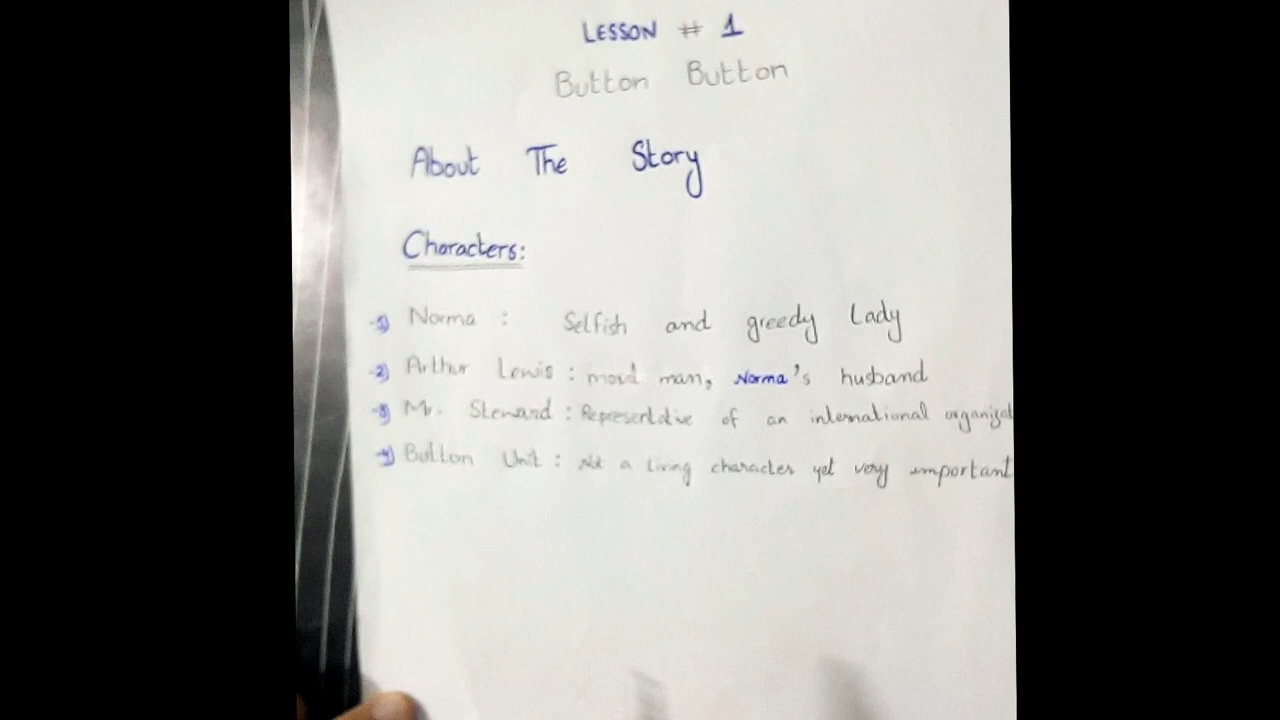 LESSON # 1
Button Button
About The Story
Characters:
1) Norma : Selfish and greedy Lady
2) Arthur Lewis : moral man, Norma's husband
3) Mr. Steward : Representative of an international organizat
4) Button Unit : Not a Living character yet very important